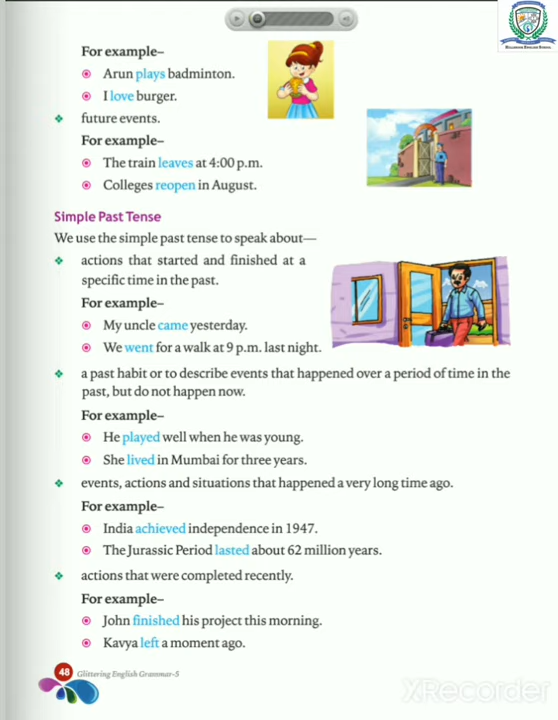 For example–
Arun plays badminton.
I love burger.
future events.
For example–
The train leaves at 4:00 p.m.
Colleges reopen in August.
Simple Past Tense
We use the simple past tense to speak about—
actions that started and finished at a
specific time in the past.
For example–
My uncle came yesterday.
We went for a walk at 9 p.m. last night.
a past habit or to describe events that happened over a period of time in the
past, but do not happen now.
For example–
He played well when he was young.
She lived in Mumbai for three years.
events, actions and situations that happened a very long time ago.
For example–
India achieved independence in 1947.
The Jurassic Period lasted about 62 million years.
actions that were completed recently.
For example–
John finished his project this morning.
Kavya left a moment ago.
48 Glittering English Grammar-5
XRecorder